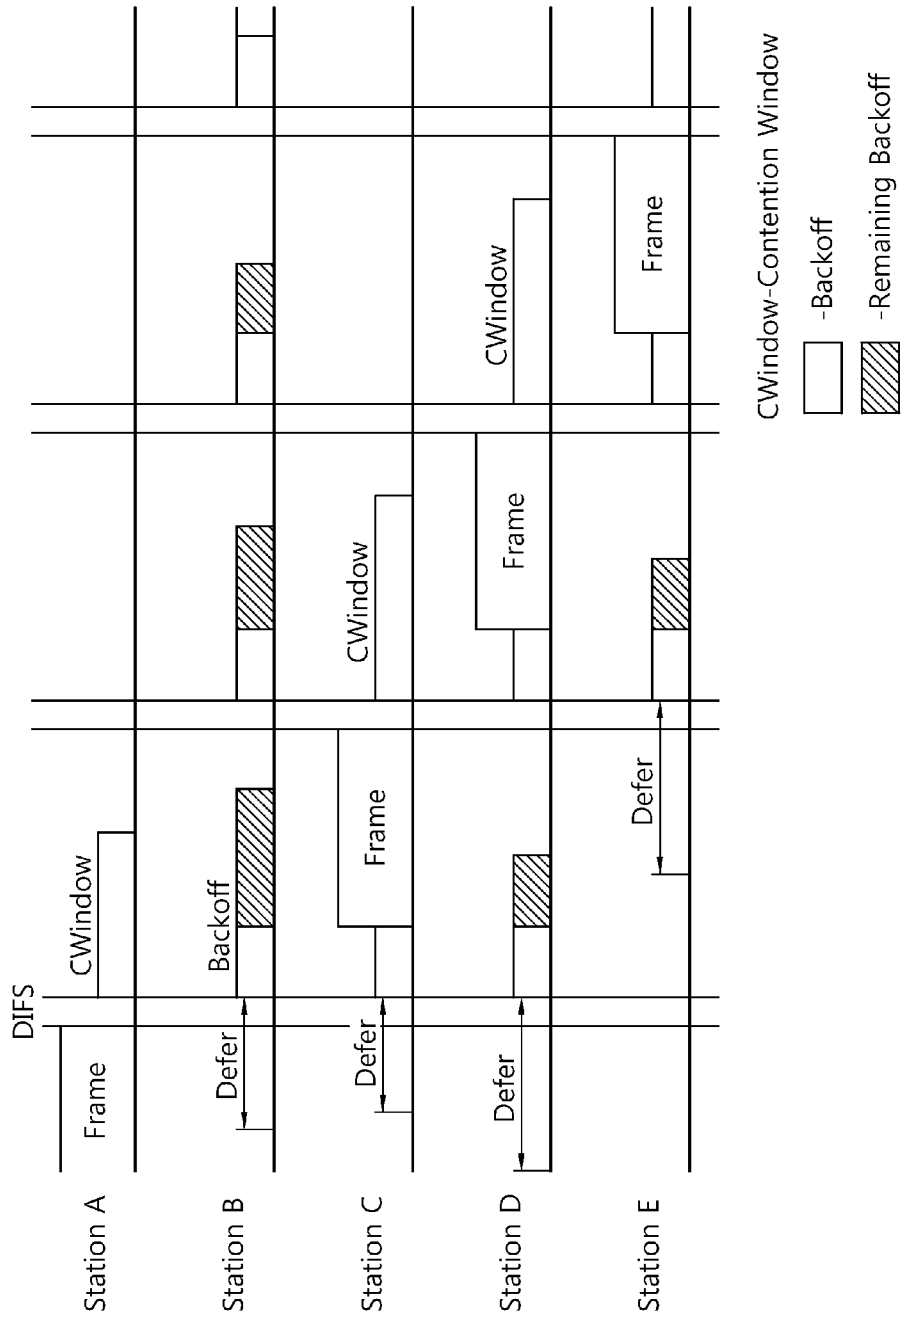 DIFS
Station A
Frame
CWindow
Station B
Defer
Backoff
Station C
Defer
Frame
CWindow
Station D
Defer
Frame
CWindow
Station E
Defer
Frame
CWindow-Contention Window
-Backoff
-Remaining Backoff